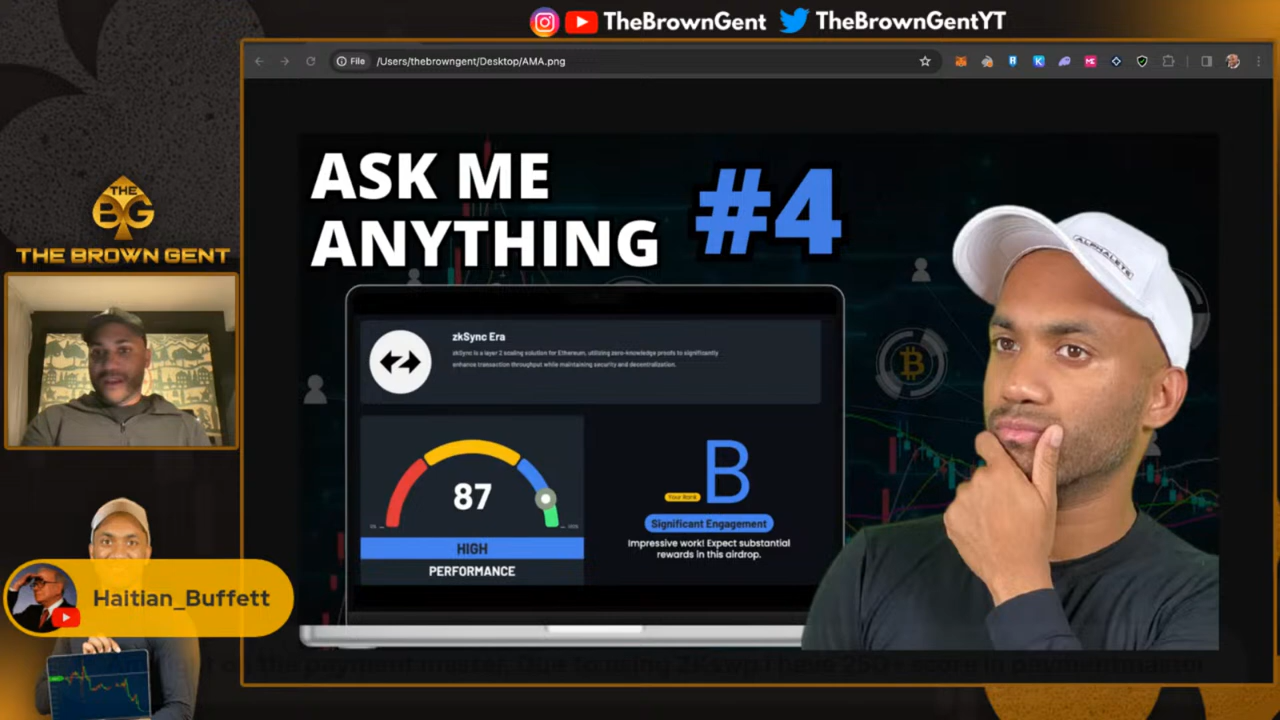 TheBrownGent TheBrownGentYT
File /Users/thebrowngent/Desktop/AMA.png
THE
BG
THE BROWN GENT
ASK ME
ANYTHING
#4
ALPHALETE
zkSync Era
zkSync is a layer 2 scaling solution for Ethereum, utilizing zero-knowledge proofs to significantly
enhance transaction throughput while maintaining security and decentralization.
87
HIGH
PERFORMANCE
B
Your Rank
Significant Engagement
Impressive work! Expect substantial
rewards in this airdrop.
Haitian_Buffett